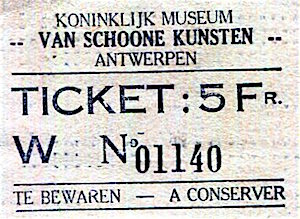 KONINKLIJK MUSEUM
-- VAN SCHOONE KUNSTEN --
ANTWERPEN
TICKET: 5 FR.
W No 01140
TE BEWAREN — A CONSERVER